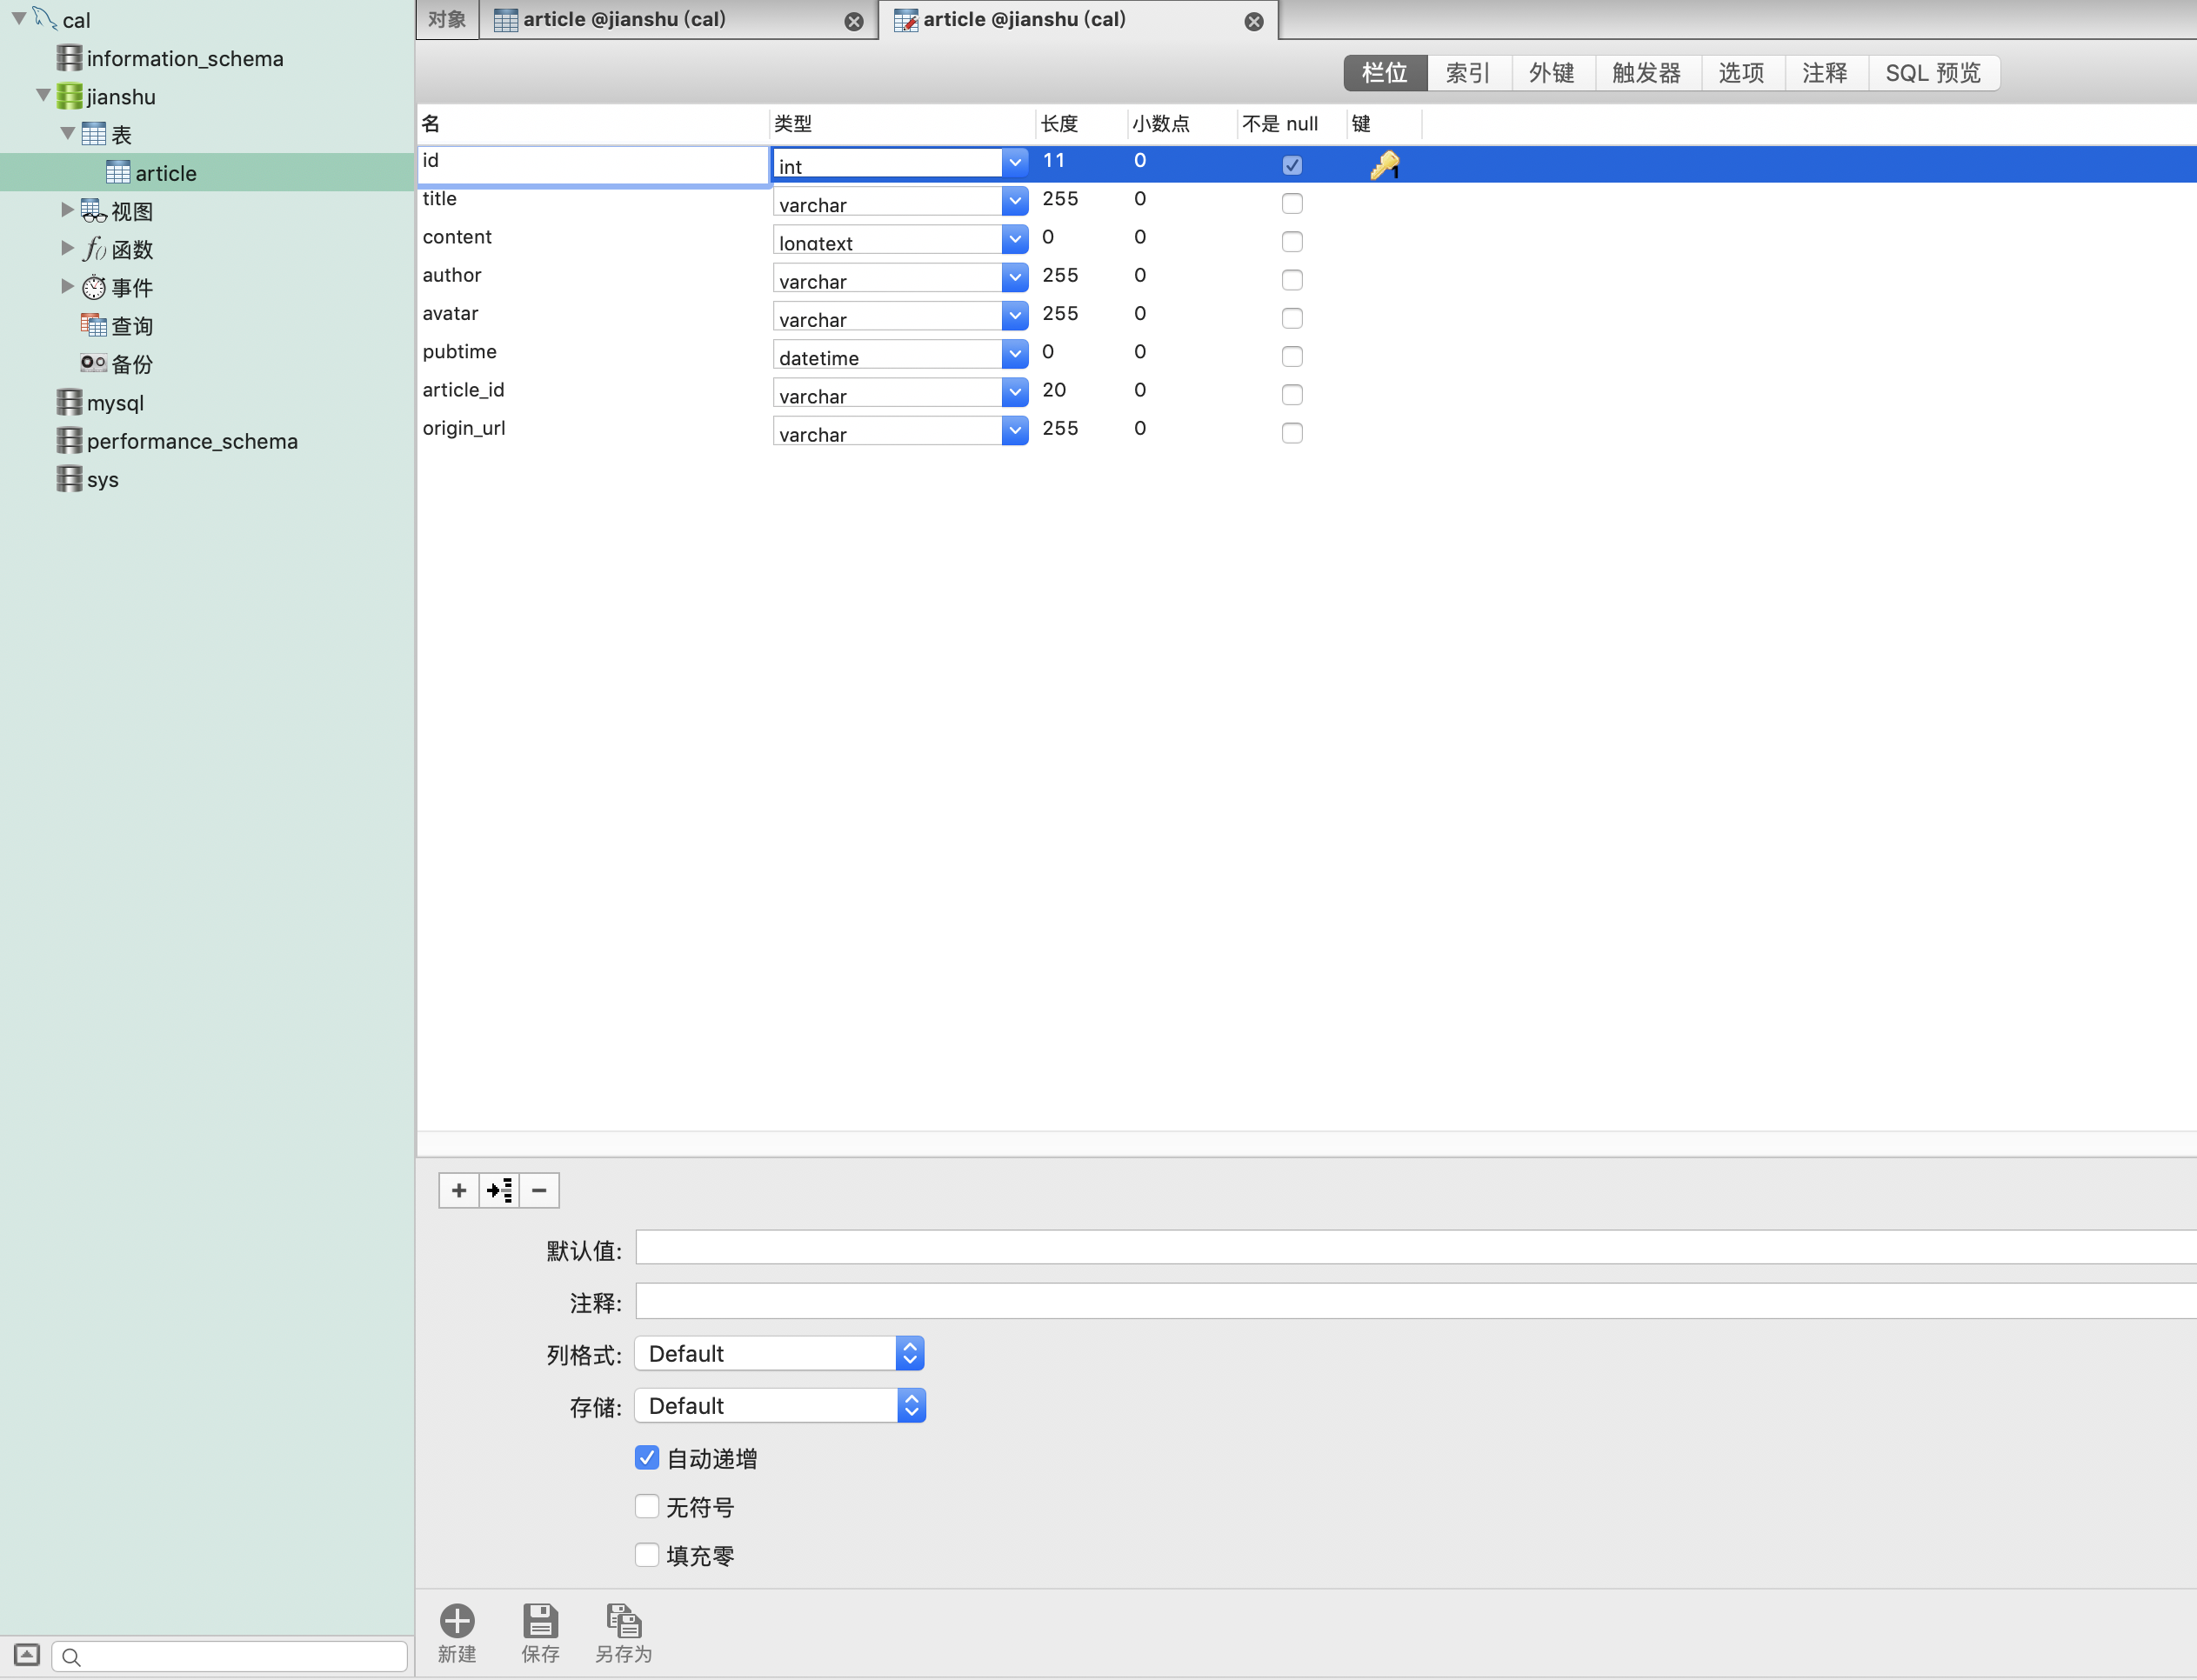 cal
information_schema
jianshu
表
article
视图
函数
事件
查询
备份
mysql
performance_schema
sys
对象 article @jianshu (cal) article @jianshu (cal)
栏位 索引 外键 触发器 选项 注释 SQL 预览
名 类型 长度 小数点 不是 null 键
id int 11 0 1
title varchar 255 0
content longtext 0 0
author varchar 255 0
avatar varchar 255 0
pubtime datetime 0 0
article_id varchar 20 0
origin_url varchar 255 0
默认值:
注释:
列格式: Default
存储: Default
自动递增
无符号
填充零
新建 保存 另存为